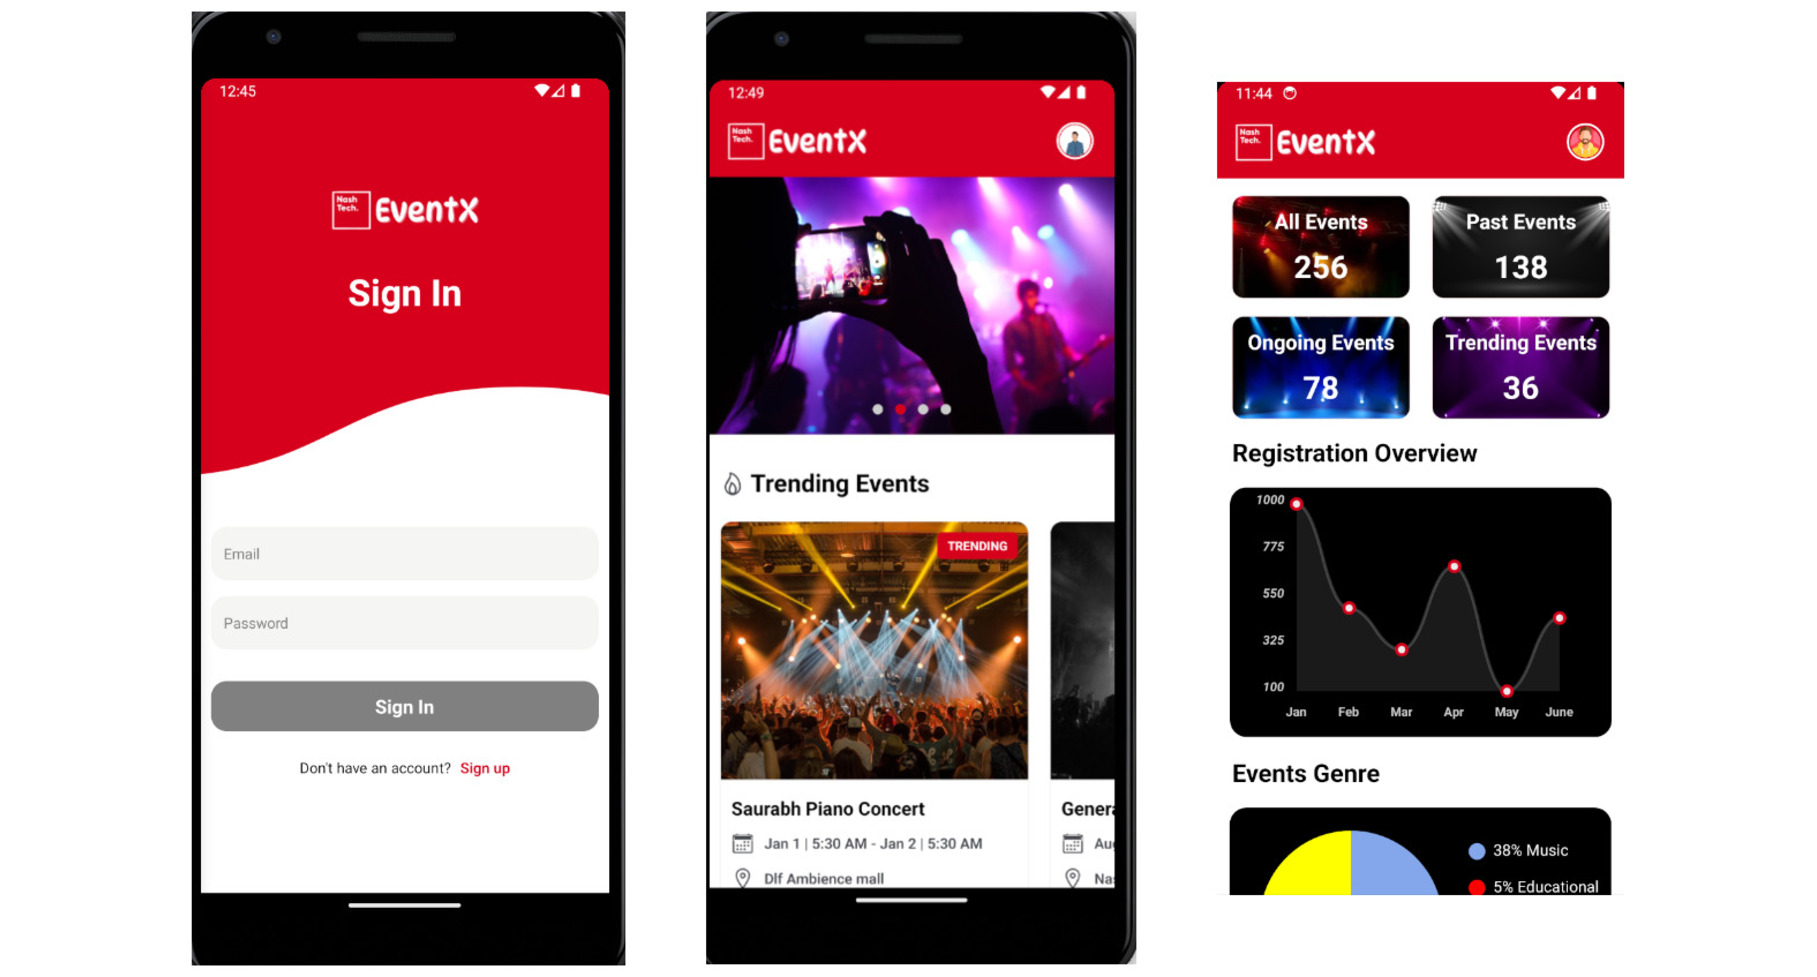 12:45
Nash
Tech.
EventX
Sign In
Email
Password
Sign In
Don't have an account? Sign up
12:49
Nash
Tech.
EventX
Trending Events
TRENDING
Saurabh Piano Concert
Jan 1 | 5:30 AM - Jan 2 | 5:30 AM
Dlf Ambience mall
Genera
Au
Na
11:44
Nash
Tech.
EventX
All Events
256
Past Events
138
Ongoing Events
78
Trending Events
36
Registration Overview
1000
775
550
325
100
Jan Feb Mar Apr May June
Events Genre
38% Music
5% Educational